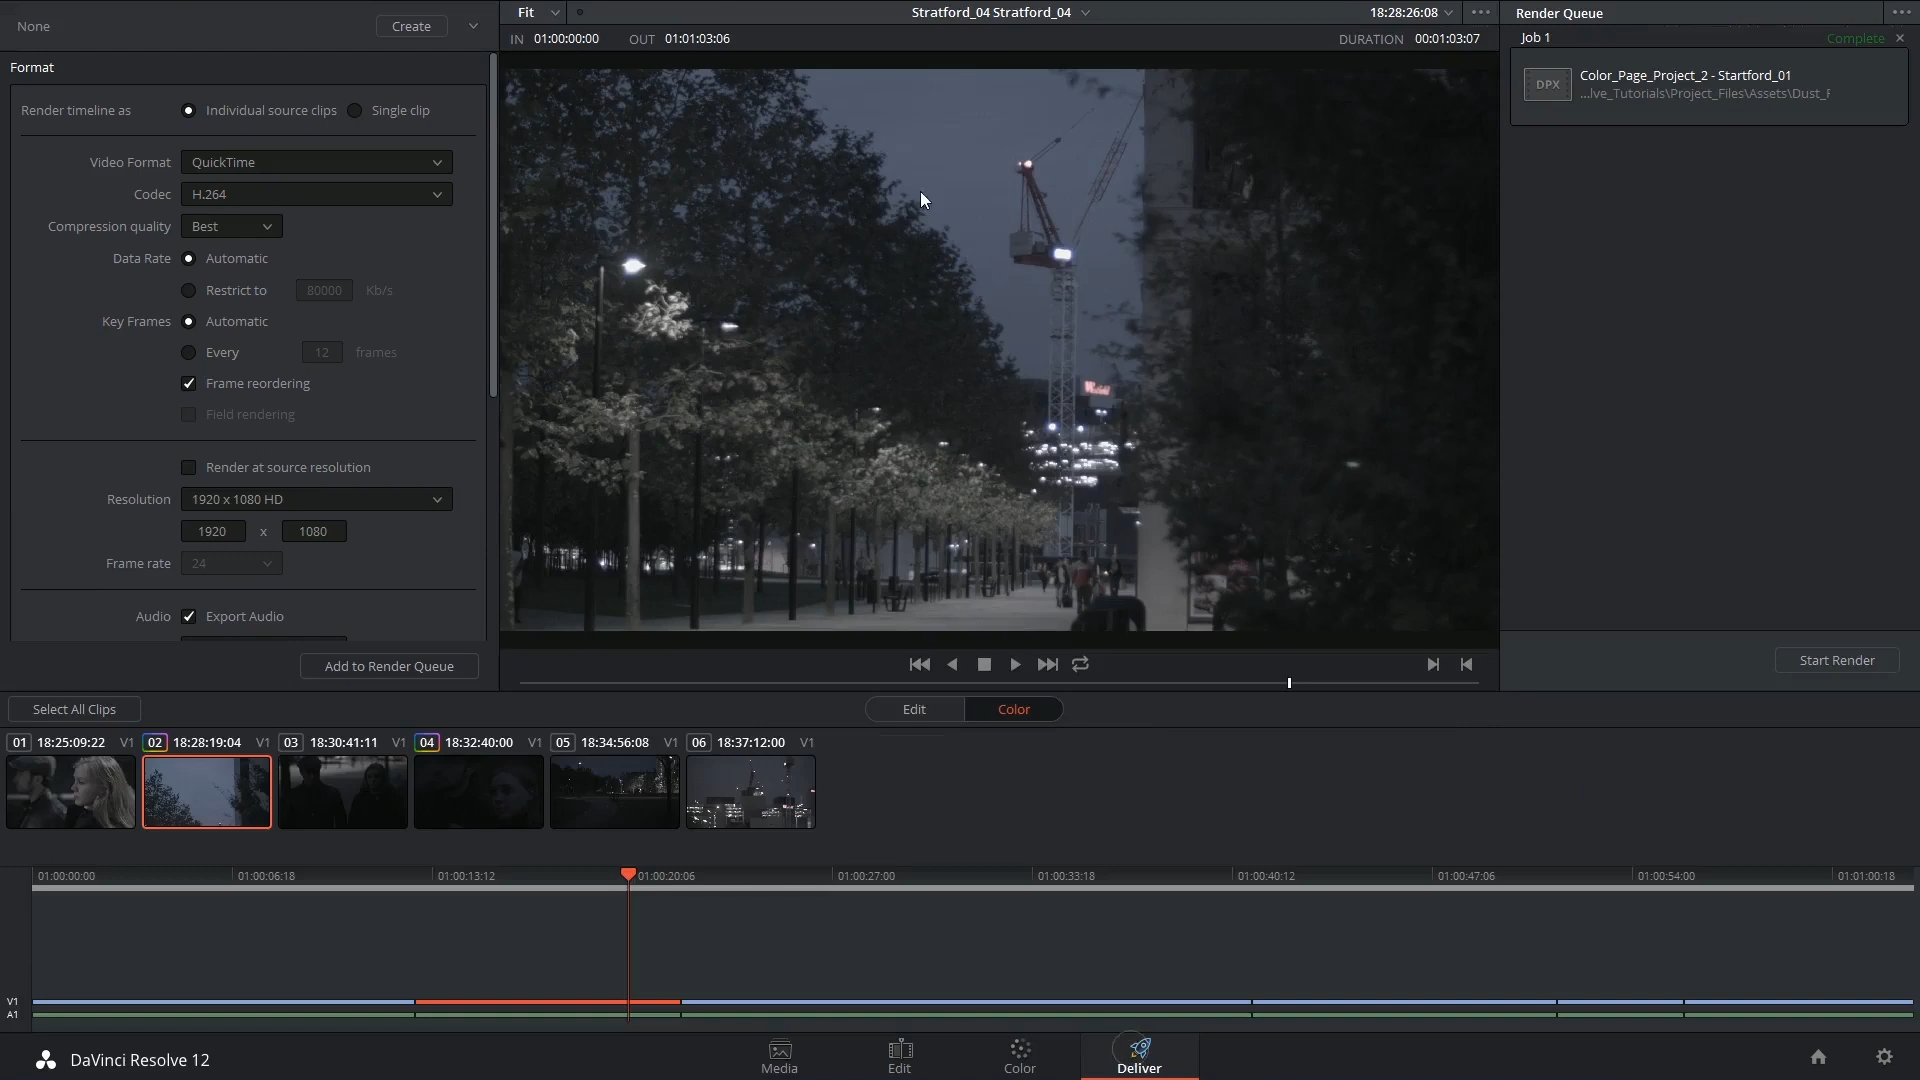 None
Create
Format
Render timeline as
Individual source clips
Single clip
Video Format
QuickTime
Codec
H.264
Compression quality
Best
Data Rate
Automatic
Restrict to
80000
Kb/s
Key Frames
Automatic
Every
12
frames
Frame reordering
Field rendering
Render at source resolution
Resolution
1920 x 1080 HD
1920
x
1080
Frame rate
24
Audio
Export Audio
Add to Render Queue
Fit
Stratford_04 Stratford_04
18:28:26:08
IN 01:00:00:00
OUT 01:01:03:06
DURATION 00:01:03:07
Render Queue
Job 1
Complete
DPX
Color_Page_Project_2 - Startford_01
...lve_Tutorials\Project_Files\Assets\Dust_F
Start Render
Select All Clips
Edit
Color
01 18:25:09:22 V1
02 18:28:19:04 V1
03 18:30:41:11 V1
04 18:32:40:00 V1
05 18:34:56:08 V1
06 18:37:12:00 V1
01:00:00:00
01:00:06:18
01:00:13:12
01:00:20:06
01:00:27:00
01:00:33:18
01:00:40:12
01:00:47:06
01:00:54:00
01:01:00:18
V1
A1
DaVinci Resolve 12
Media
Edit
Color
Deliver